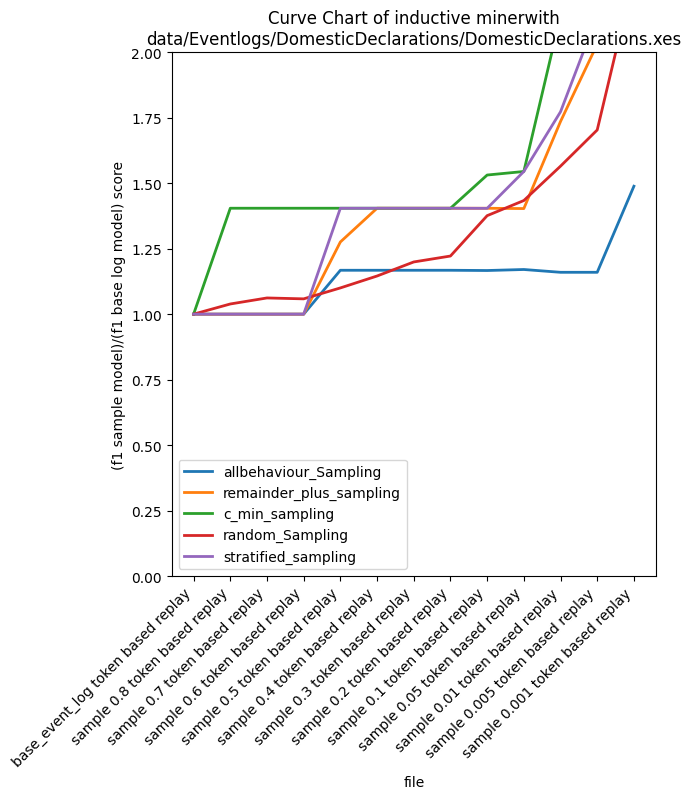 Curve Chart of inductive minerwith
data/Eventlogs/DomesticDeclarations/DomesticDeclarations.xes
2.00
1.75
1.50
1.25
1.00
0.75
0.50
0.25
0.00
(f1 sample model)/(f1 base log model) score
allbehaviour_Sampling
remainder_plus_sampling
c_min_sampling
random_Sampling
stratified_sampling
base_event_log token based replay
sample 0.8 token based replay
sample 0.7 token based replay
sample 0.6 token based replay
sample 0.5 token based replay
sample 0.4 token based replay
sample 0.3 token based replay
sample 0.2 token based replay
sample 0.1 token based replay
sample 0.05 token based replay
sample 0.01 token based replay
sample 0.005 token based replay
sample 0.001 token based replay
file